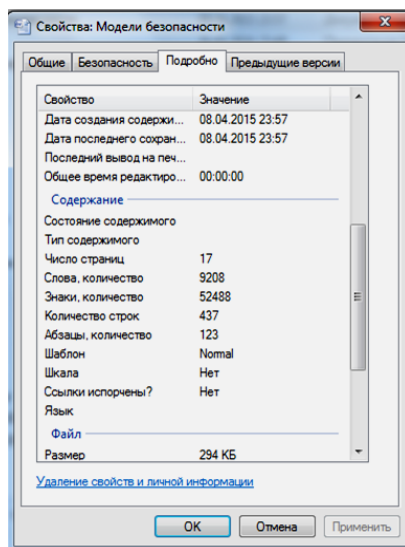 Свойства: Модели безопасности
Общие Безопасность Подробно Предыдущие версии
Свойство Значение
Дата создания содержи... 08.04.2015 23:57
Дата последнего сохран... 08.04.2015 23:57
Последний вывод на печ...
Общее время редактиро... 00:00:00
Содержание
Состояние содержимого
Тип содержимого
Число страниц 17
Слова, количество 9208
Знаки, количество 52488
Количество строк 437
Абзацы, количество 123
Шаблон Normal
Шкала Нет
Ссылки испорчены? Нет
Язык
Файл
Размер 294 КБ
Удаление свойств и личной информации
OK Отмена Применить